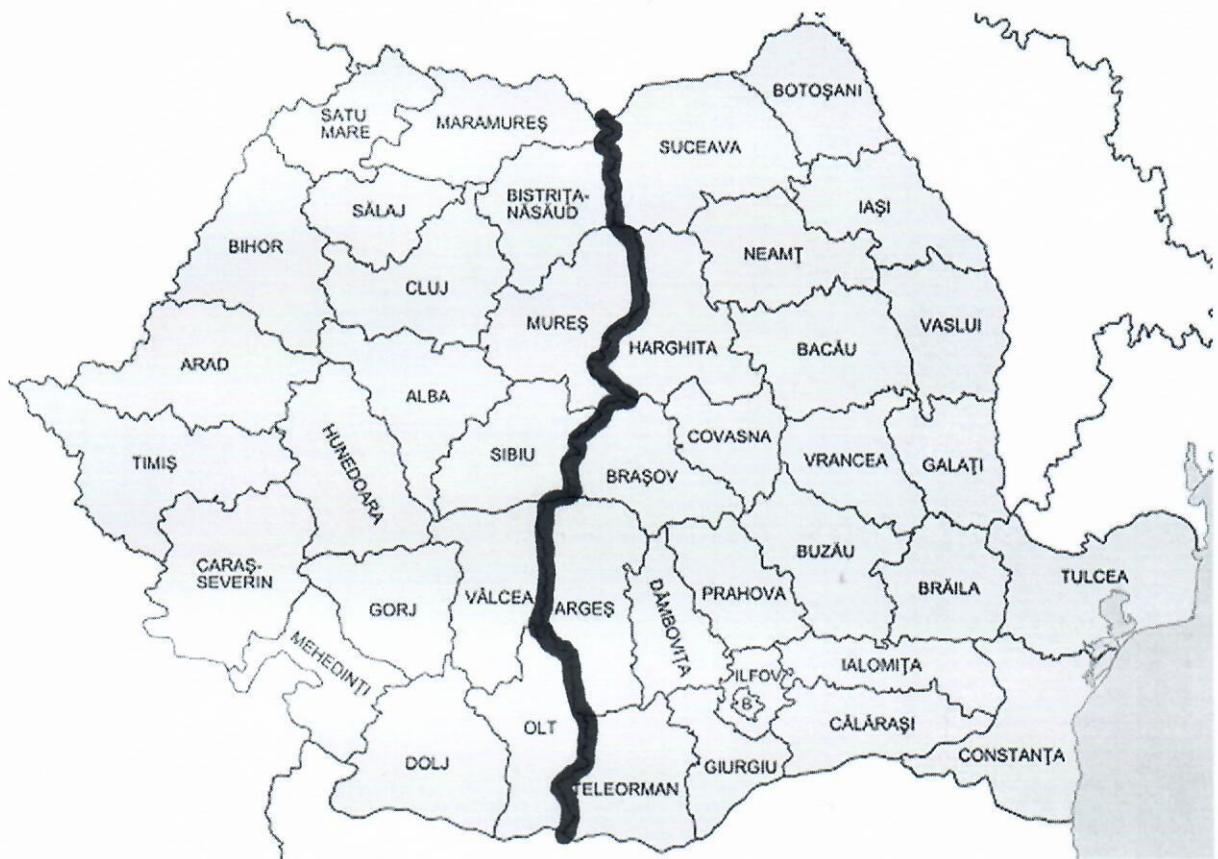 BOTOȘANI
SATU
MARE
MARAMUREȘ
SUCEAVA
BISTRIȚA-
NĂSĂUD
SĂLAJ
IAȘI
BIHOR
NEAMȚ
CLUJ
MUREȘ
VASLUI
HARGHITA
BACĂU
ARAD
ALBA
COVASNA
HUNEDOARA
SIBIU
VRANCEA
GALAȚI
TIMIȘ
BRAȘOV
BUZĂU
CARAȘ-
SEVERIN
TULCEA
VÂLCEA
ARGEȘ
DÂMBOVIȚA
PRAHOVA
BRĂILA
GORJ
MEHEDINȚI
IALOMIȚA
ILFOV
B
OLT
CĂLĂRAȘI
CONSTANȚA
DOLJ
GIURGIU
TELEORMAN